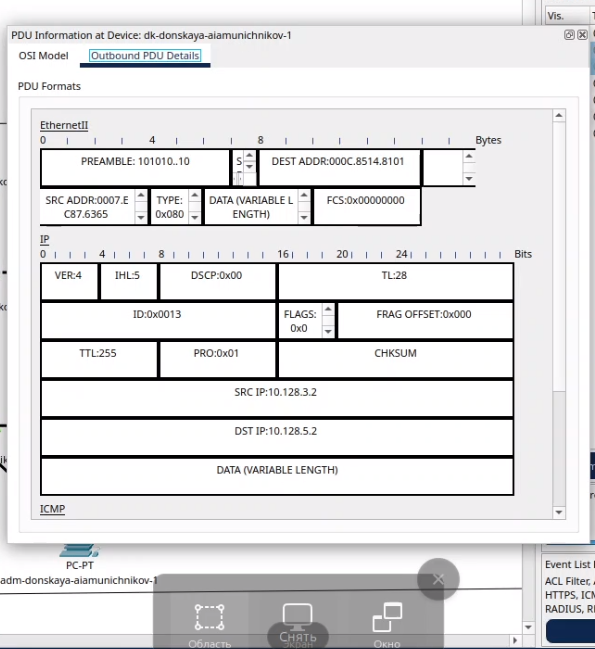 Vis.
PDU Information at Device: dk-donskaya-aiamunichnikov-1
OSI Model Outbound PDU Details
PDU Formats
EthernetII
0 4 8 Bytes
PREAMBLE: 101010..10 S DEST ADDR:000C.8514.8101
SRC ADDR:0007.E
C87.6365
TYPE:
0x080
DATA (VARIABLE L
ENGTH)
FCS:0x00000000
IP
0 4 8 16 20 24 Bits
VER:4 IHL:5 DSCP:0x00 TL:28
ID:0x0013 FLAGS:
0x0
FRAG OFFSET:0x000
TTL:255 PRO:0x01 CHKSUM
SRC IP:10.128.3.2
DST IP:10.128.5.2
DATA (VARIABLE LENGTH)
ICMP
PC-PT
adm-donskaya-aiamunichnikov-1
Event List
ACL Filter,
HTTPS, ICM
RADIUS, RI
Область
Экран
Снять
Окно